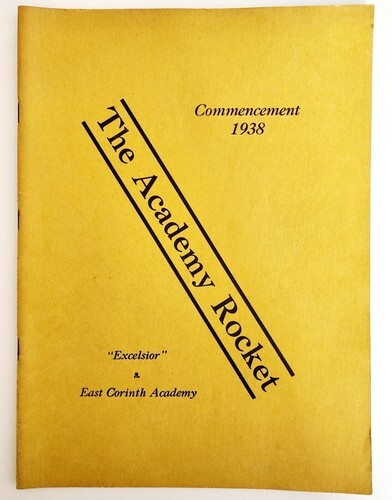 Commencement
1938
The Academy Rocket
"Excelsior"
East Corinth Academy